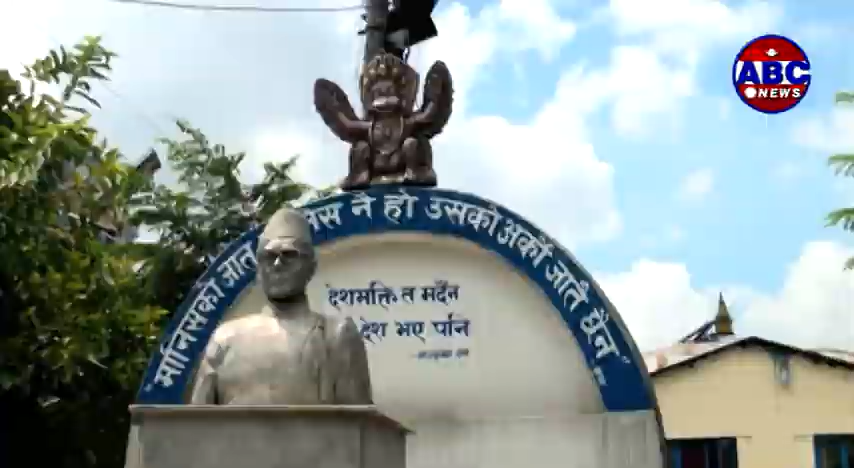 "मानिसको जात
नै हो उसको अर्को जातै छैन"
देशभक्ति त मर्दैन
देश भए पनि
ABC
NEWS